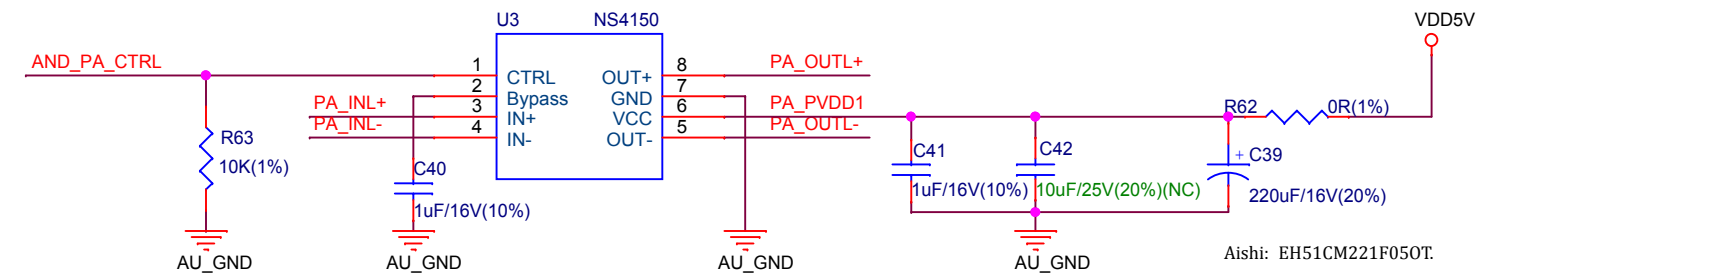 U3 NS4150 VDD5V
AND_PA_CTRL 1 8 PA_OUTL+
CTRL OUT+
2 7
Bypass GND
PA_INL+ 3 6 PA_PVDD1 R62 0R(1%)
IN+ VCC
PA_INL- 4 5 PA_OUTL-
IN- OUT-
R63 C41 C42 + C39
10K(1%) C40
1uF/16V(10%) 10uF/25V(20%)(NC) 220uF/16V(20%)
1uF/16V(10%)
AU_GND AU_GND AU_GND AU_GND
Aishi: EH51CM221F05OT.